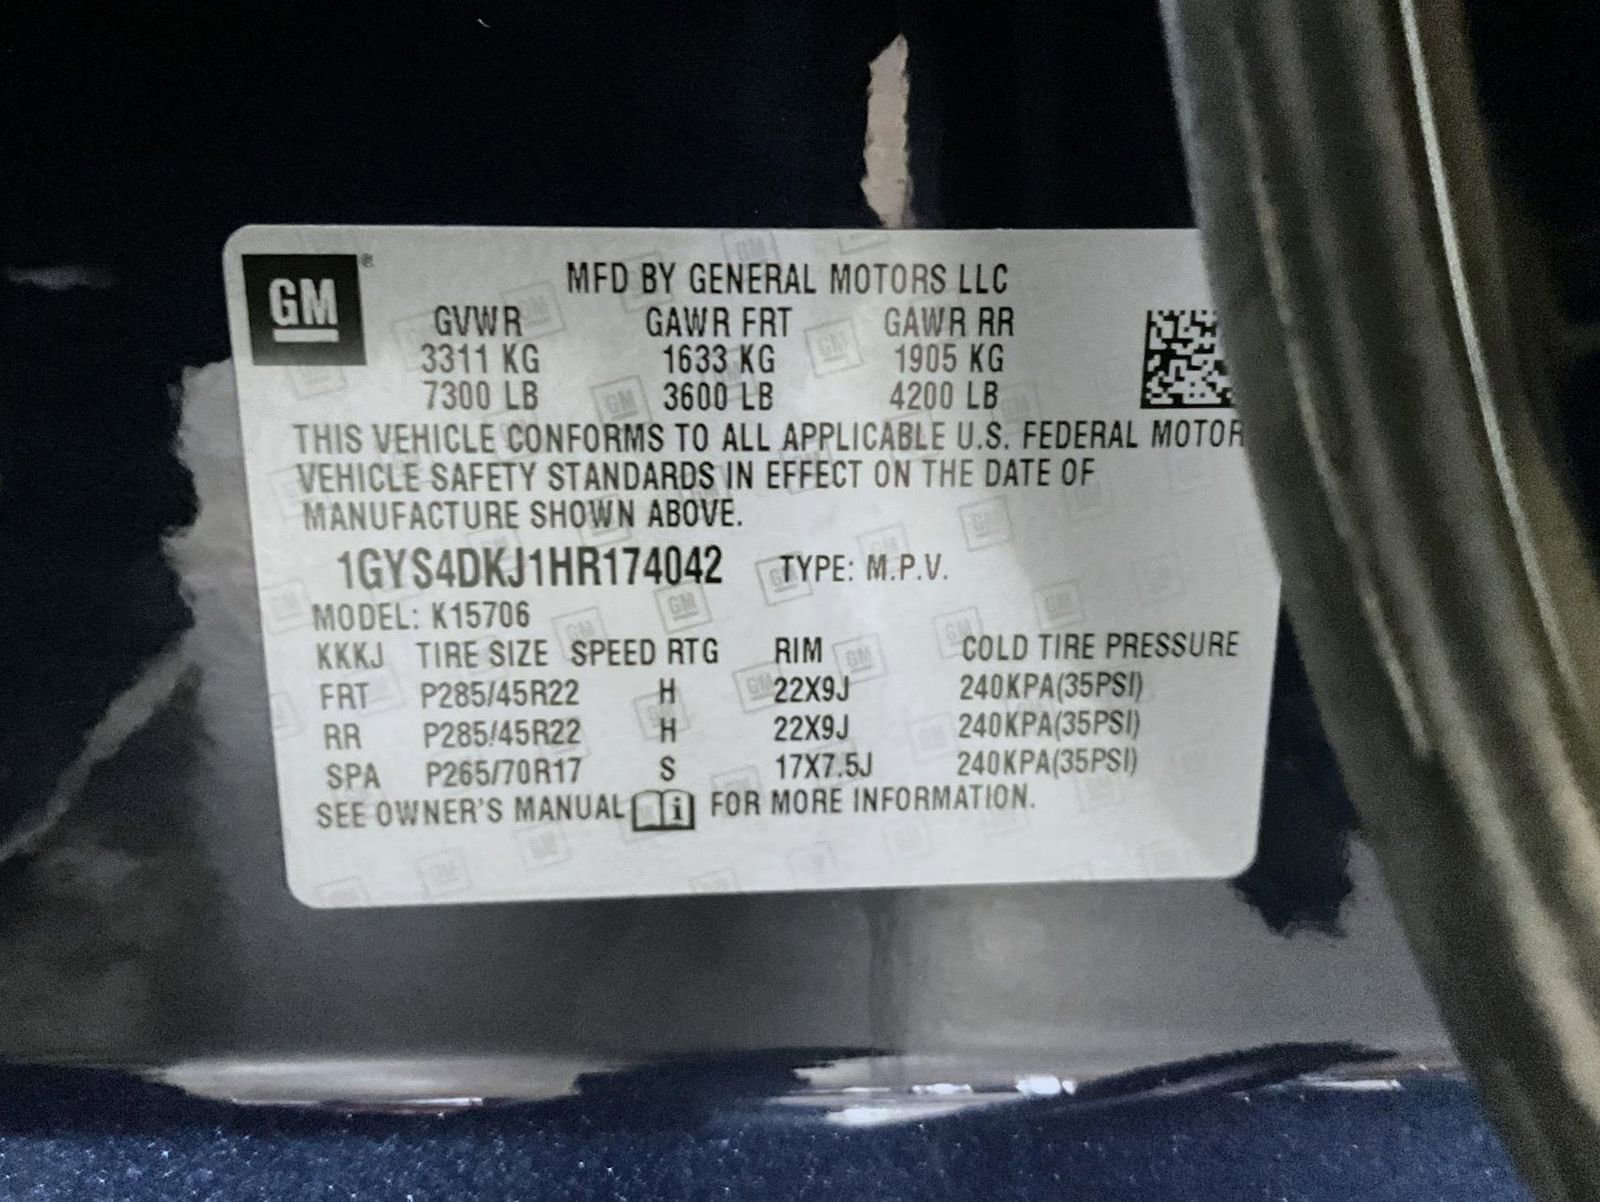 GM ®
MFD BY GENERAL MOTORS LLC
GVWR GAWR FRT GAWR RR
3311 KG 1633 KG 1905 KG
7300 LB 3600 LB 4200 LB
THIS VEHICLE CONFORMS TO ALL APPLICABLE U.S. FEDERAL MOTOR
VEHICLE SAFETY STANDARDS IN EFFECT ON THE DATE OF
MANUFACTURE SHOWN ABOVE.
1GYS4DKJ1HR174042 TYPE: M.P.V.
MODEL: K15706
KKKJ TIRE SIZE SPEED RTG RIM COLD TIRE PRESSURE
FRT P285/45R22 H 22X9J 240KPA(35PSI)
RR P285/45R22 H 22X9J 240KPA(35PSI)
SPA P265/70R17 S 17X7.5J 240KPA(35PSI)
SEE OWNER'S MANUAL i FOR MORE INFORMATION.